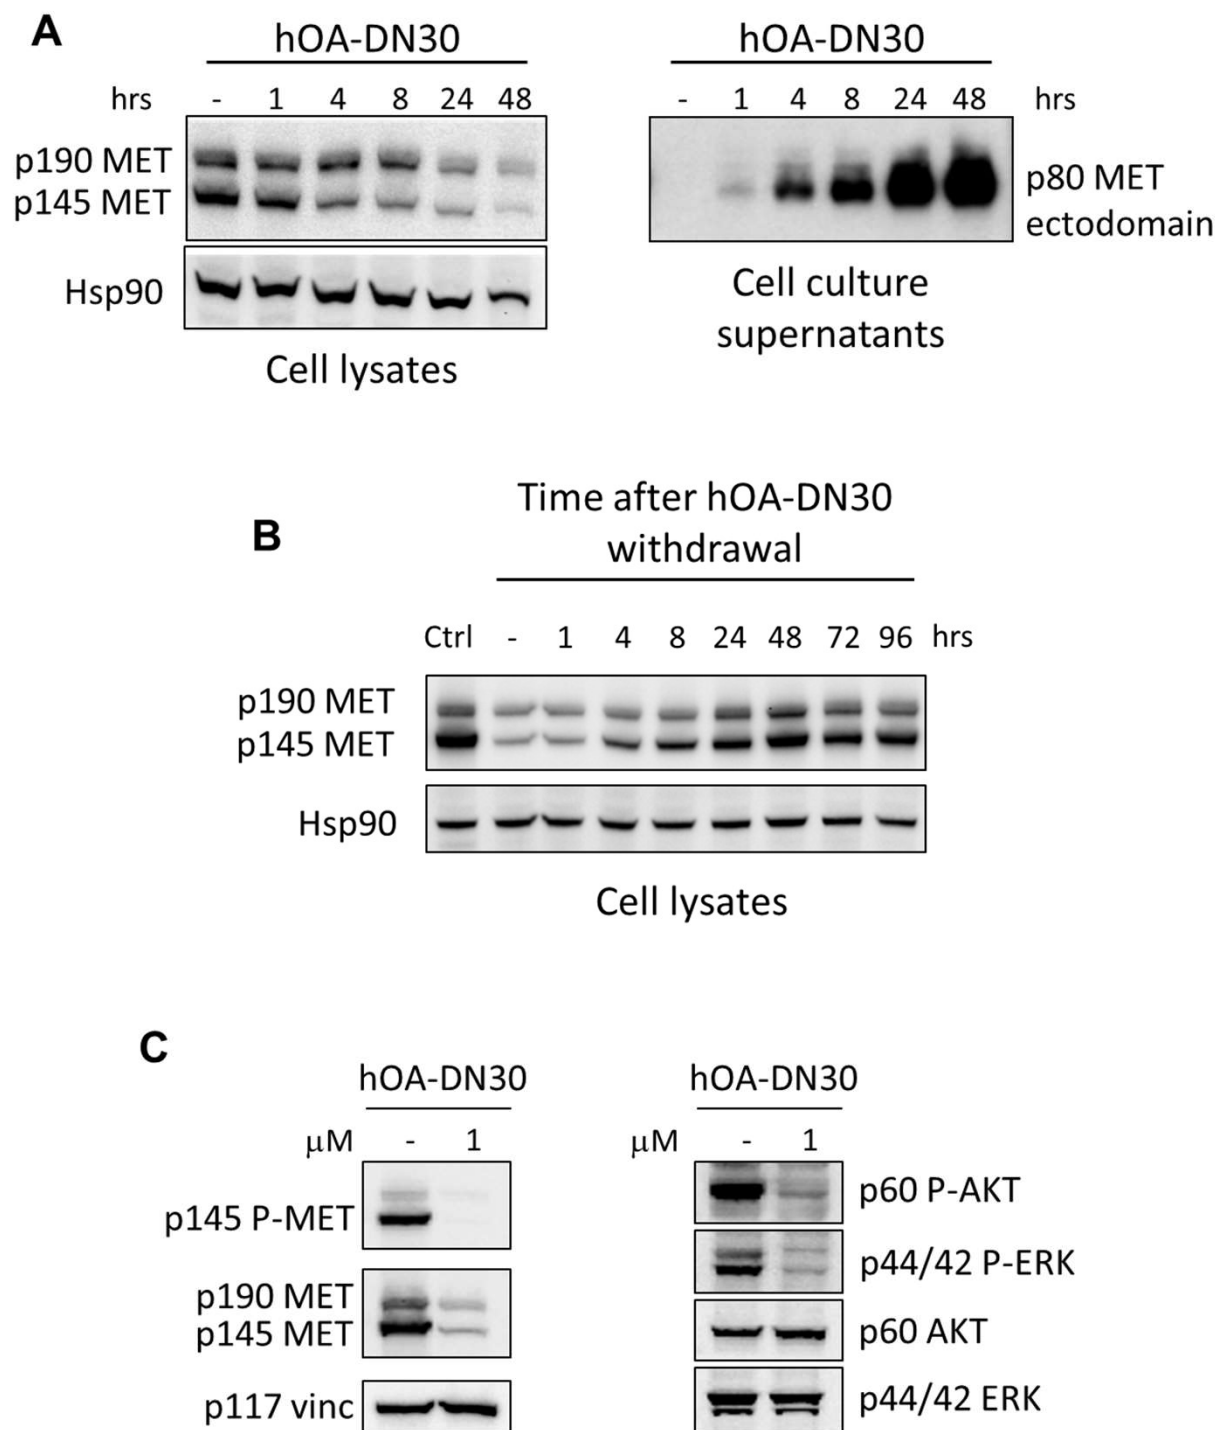 A
hOA-DN30
hrs - 1 4 8 24 48
p190 MET
p145 MET
Hsp90
Cell lysates
hOA-DN30
- 1 4 8 24 48 hrs
p80 MET
ectodomain
Cell culture
supernatants
B
Time after hOA-DN30
withdrawal
Ctrl - 1 4 8 24 48 72 96 hrs
p190 MET
p145 MET
Hsp90
Cell lysates
C
hOA-DN30
μM - 1
p145 P-MET
p190 MET
p145 MET
p117 vinc
hOA-DN30
μM - 1
p60 P-AKT
p44/42 P-ERK
p60 AKT
p44/42 ERK